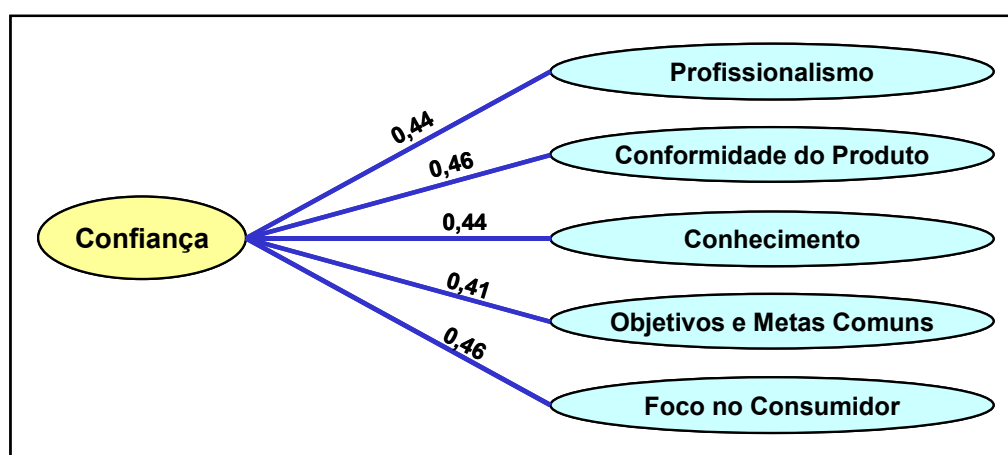 Profissionalismo
0,44
Conformidade do Produto
0,46
Confiança
0,44
Conhecimento
0,41
Objetivos e Metas Comuns
0,46
Foco no Consumidor